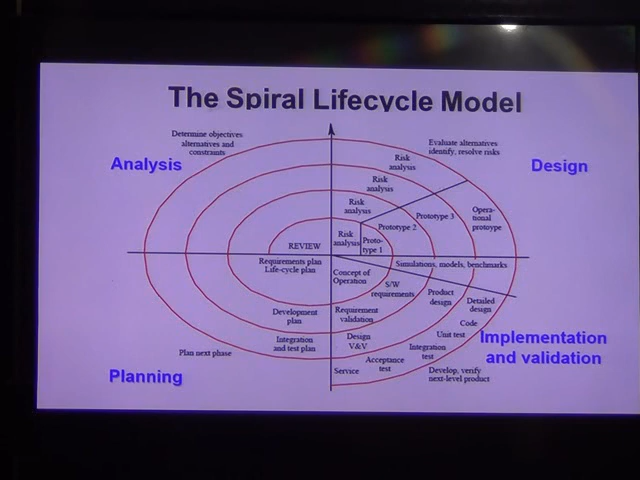 The Spiral Lifecycle Model
Determine objectives
alternatives and
constraints
Evaluate alternatives
identify, resolve risks
Analysis
Design
Risk
analysis
Risk
analysis
Risk
analysis
Risk
analysis
Proto-
type 1
Prototype 2
Prototype 3
Opera-
tional
protoype
REVIEW
Requirements plan
Life-cycle plan
Concept of
Operation
Simulations, models, benchmarks
S/W
requirements
Product
design
Detailed
design
Development
plan
Requirement
validation
Code
Unit test
Integration
and test plan
Design
V&V
Integration
test
Implementation
and validation
Plan next phase
Acceptance
test
Service
Develop, verify
next-level product
Planning